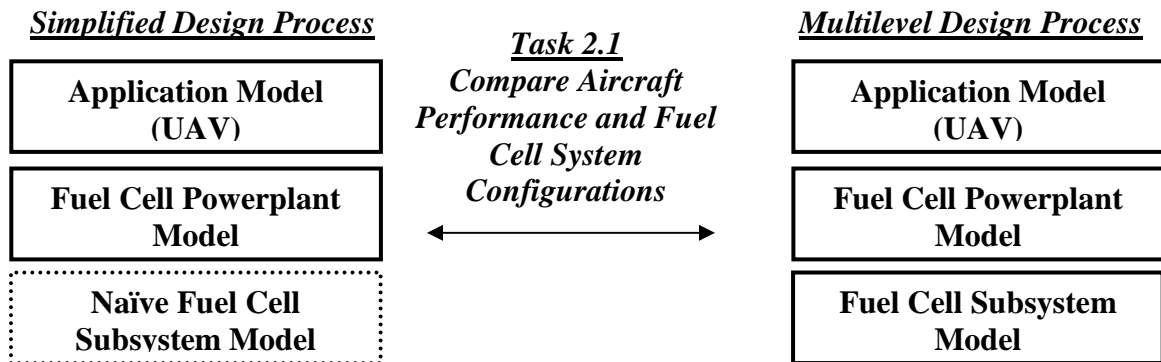 Simplified Design Process
Application Model
(UAV)
Fuel Cell Powerplant
Model
Naïve Fuel Cell
Subsystem Model
Task 2.1
Compare Aircraft
Performance and Fuel
Cell System
Configurations
Multilevel Design Process
Application Model
(UAV)
Fuel Cell Powerplant
Model
Fuel Cell Subsystem
Model